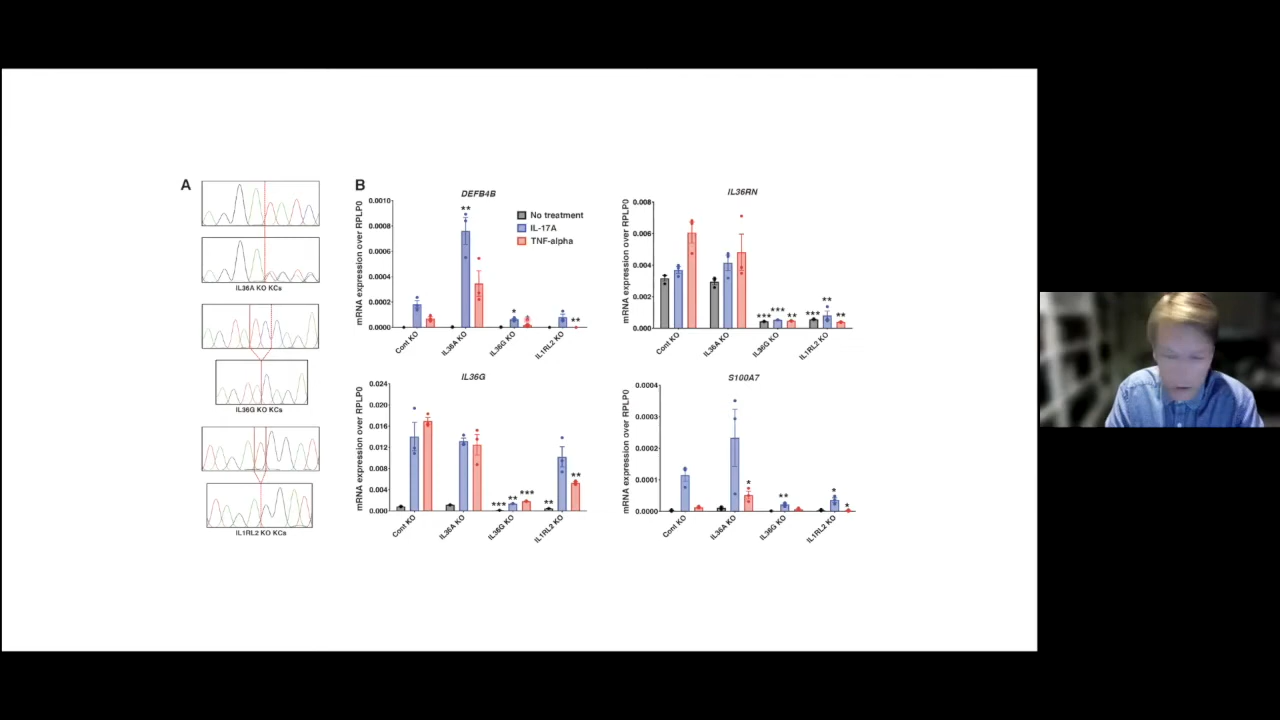 A
IL36A KO KCs
IL36G KO KCs
IL1RL2 KO KCs
B
DEFB4B
mRNA expression over RPLP0
0.0010
0.0008
0.0006
0.0004
0.0002
0.0000
**
*
*
**
No treatment
IL-17A
TNF-alpha
Cont KO
IL36A KO
IL36G KO
IL1RL2 KO
IL36RN
mRNA expression over RPLP0
0.008
0.006
0.004
0.002
0.000
***
***
**
***
**
**
Cont KO
IL36A KO
IL36G KO
IL1RL2 KO
IL36G
mRNA expression over RPLP0
0.024
0.020
0.016
0.012
0.008
0.004
0.000
***
**
***
**
**
Cont KO
IL36A KO
IL36G KO
IL1RL2 KO
S100A7
mRNA expression over RPLP0
0.0004
0.0003
0.0002
0.0001
0.0000
*
**
*
*
Cont KO
IL36A KO
IL36G KO
IL1RL2 KO